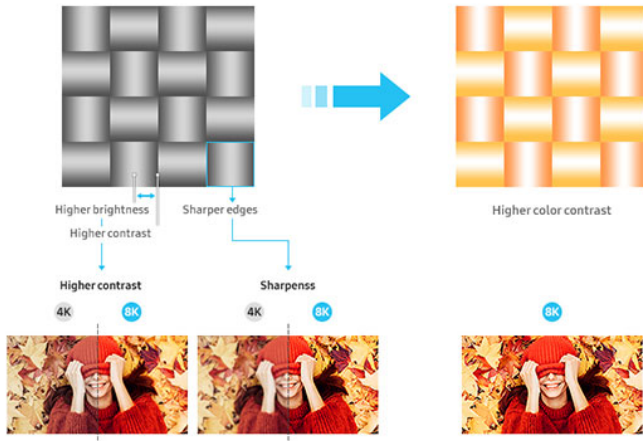 Higher brightness
Sharper edges
Higher contrast
Higher color contrast
Higher contrast
Sharpenss
4K
8K
4K
8K
8K